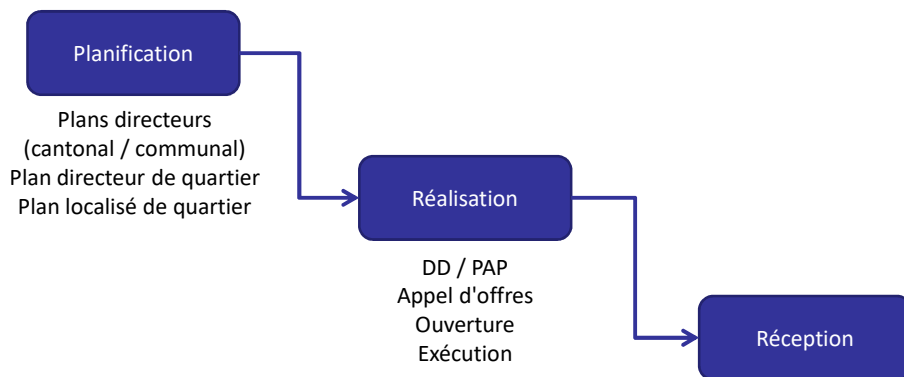 Planification
Plans directeurs
(cantonal / communal)
Plan directeur de quartier
Plan localisé de quartier
Réalisation
DD / PAP
Appel d'offres
Ouverture
Exécution
Réception